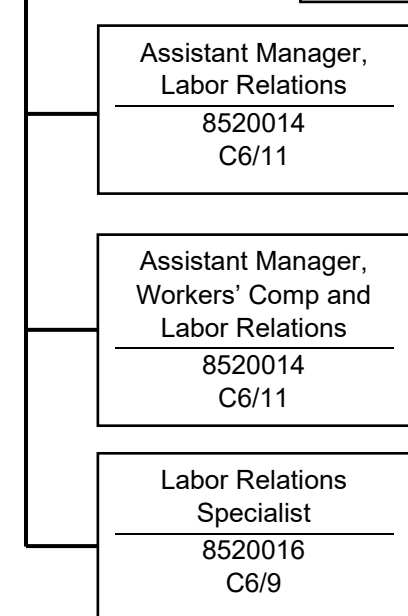 Assistant Manager,
Labor Relations
8520014
C6/11
Assistant Manager,
Workers’ Comp and
Labor Relations
8520014
C6/11
Labor Relations
Specialist
8520016
C6/9